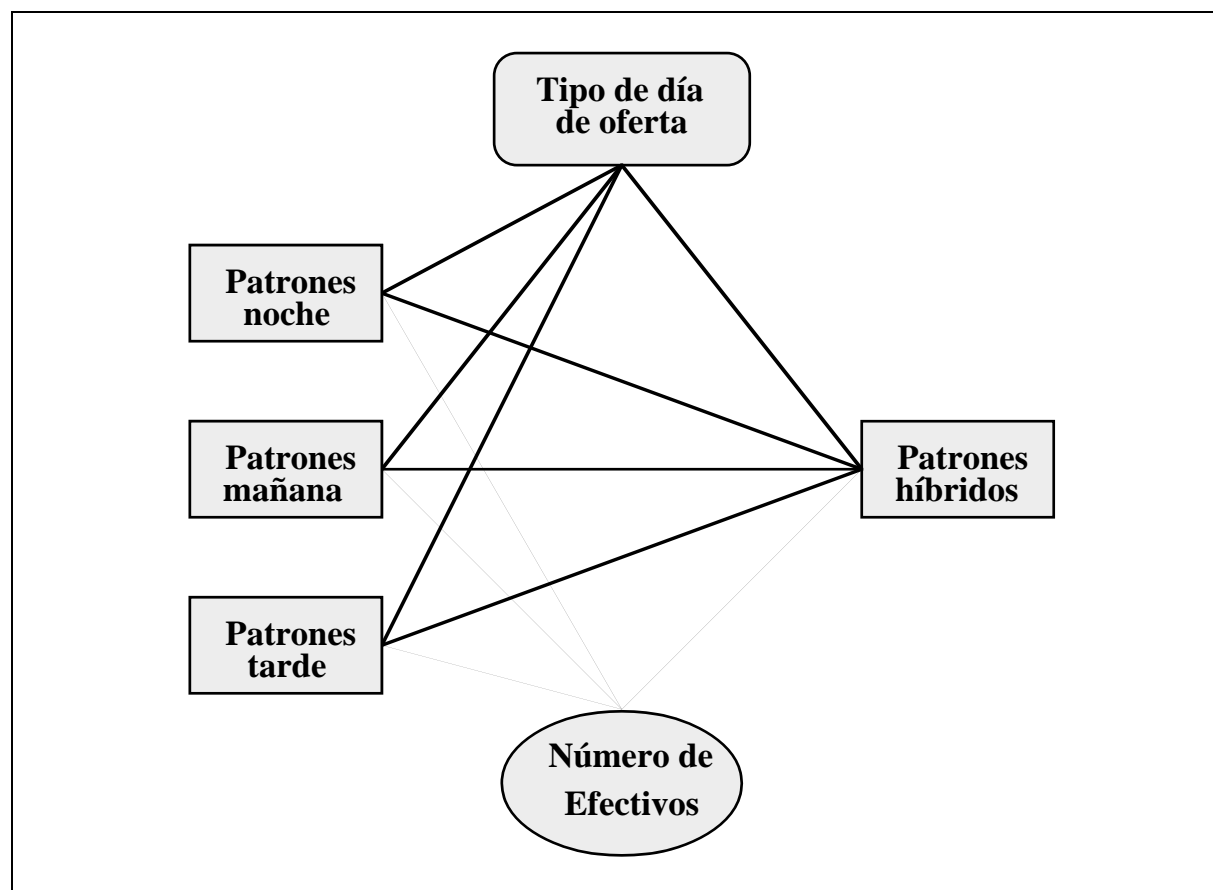 Tipo de día
de oferta
Patrones
noche
Patrones
mañana
Patrones
híbridos
Patrones
tarde
Número de
Efectivos